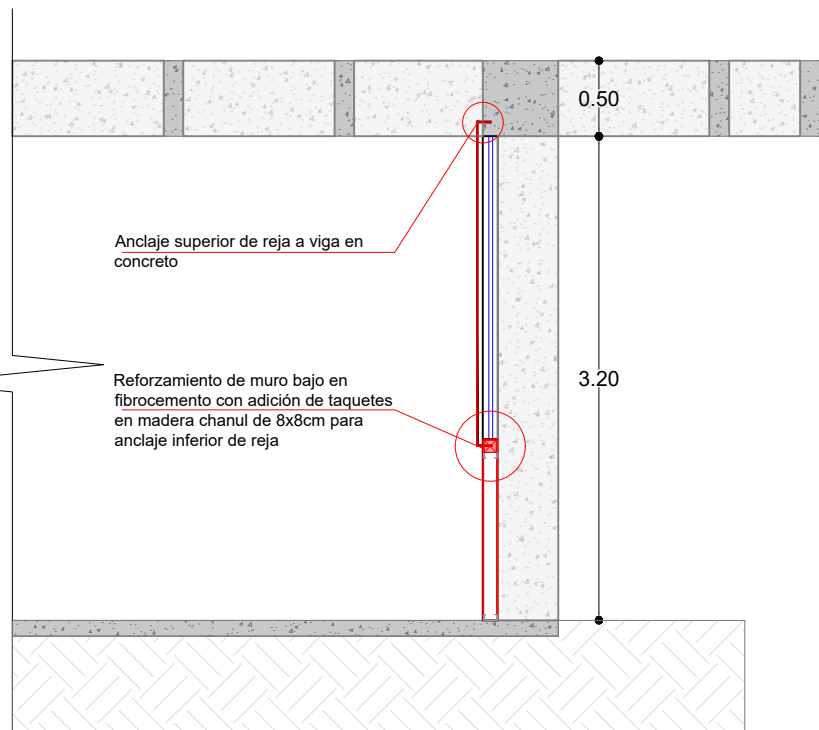 0.50
Anclaje superior de reja a viga en
concreto
3.20
Reforzamiento de muro bajo en
fibrocemento con adición de taquetes
en madera chanul de 8x8cm para
anclaje inferior de reja